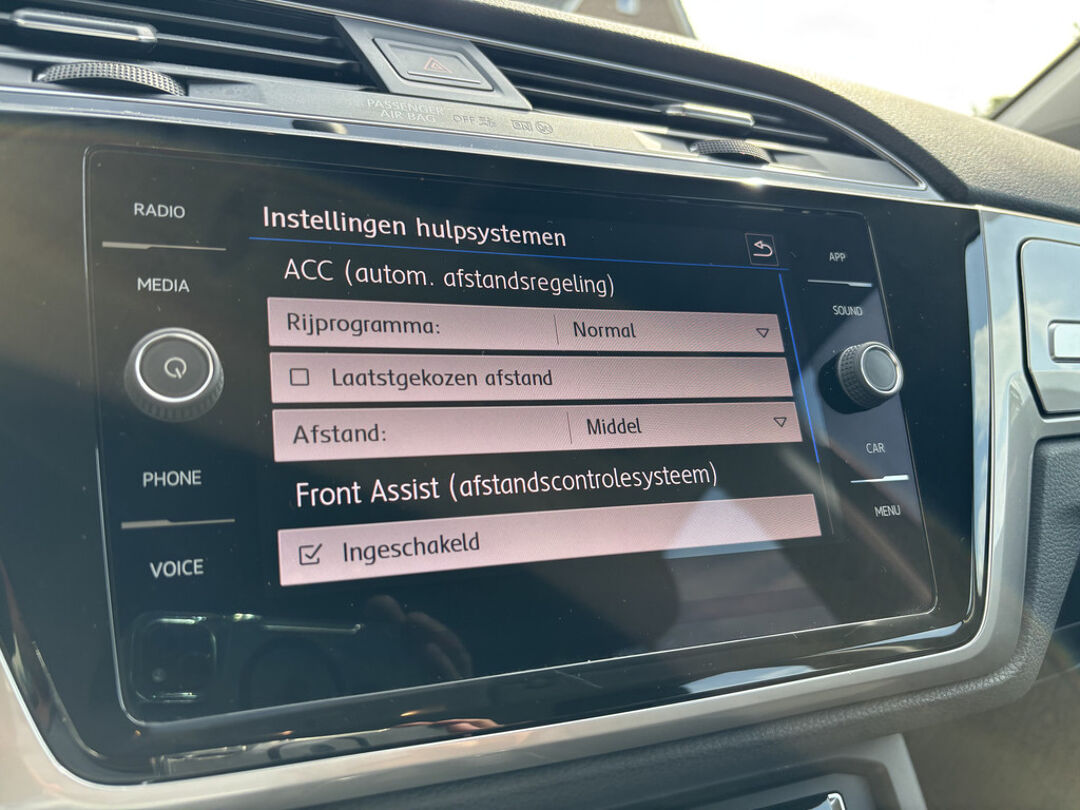 PASSENGER
AIR BAG OFF ON
RADIO
MEDIA
PHONE
VOICE
Instellingen hulpsystemen
ACC (autom. afstandsregeling)
Rijprogramma: Normal
Laatstgekozen afstand
Afstand: Middel
Front Assist (afstandscontrolesysteem)
Ingeschakeld
APP
SOUND
CAR
MENU